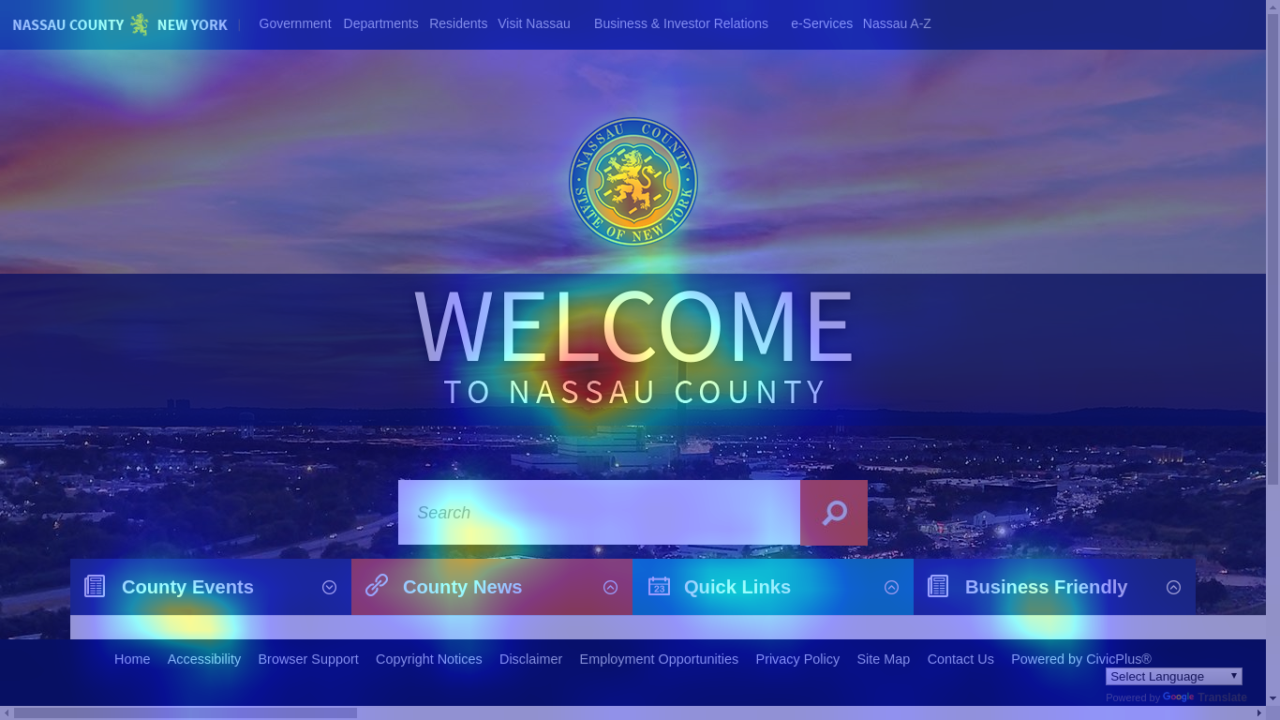 NASSAU COUNTY NEW YORK
Government Departments Residents Visit Nassau Business & Investor Relations e-Services Nassau A-Z
NASSAU COUNTY
STATE OF NEW YORK
WELCOME
TO NASSAU COUNTY
Search
County Events
County News
23
Quick Links
Business Friendly
Home Accessibility Browser Support Copyright Notices Disclaimer Employment Opportunities Privacy Policy Site Map Contact Us Powered by CivicPlus®
Select Language
Powered by Google Translate